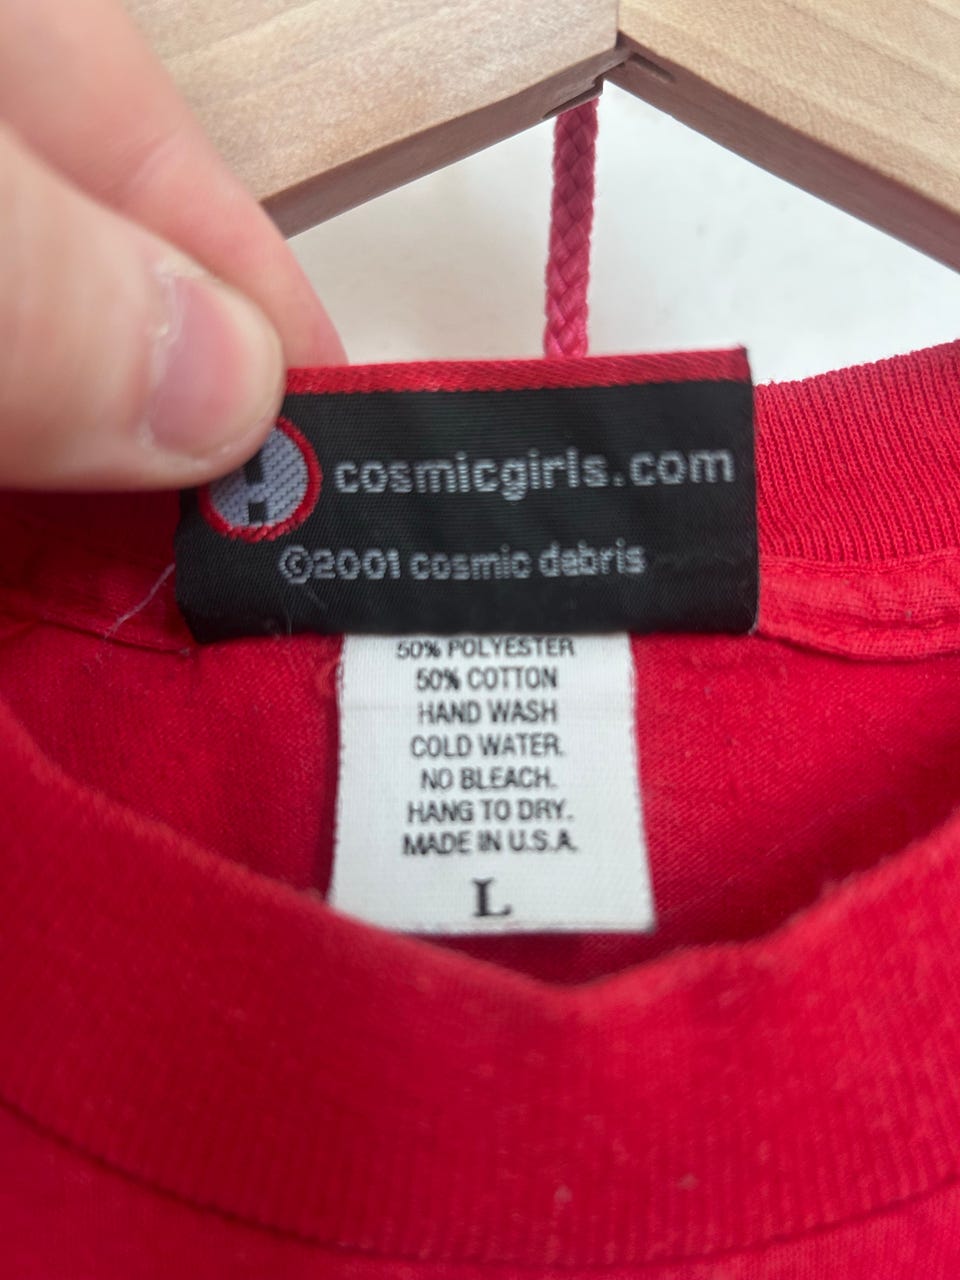 cosmicgirls.com
©2001 cosmic debris
50% POLYESTER
50% COTTON
HAND WASH
COLD WATER.
NO BLEACH.
HANG TO DRY.
MADE IN U.S.A.
L